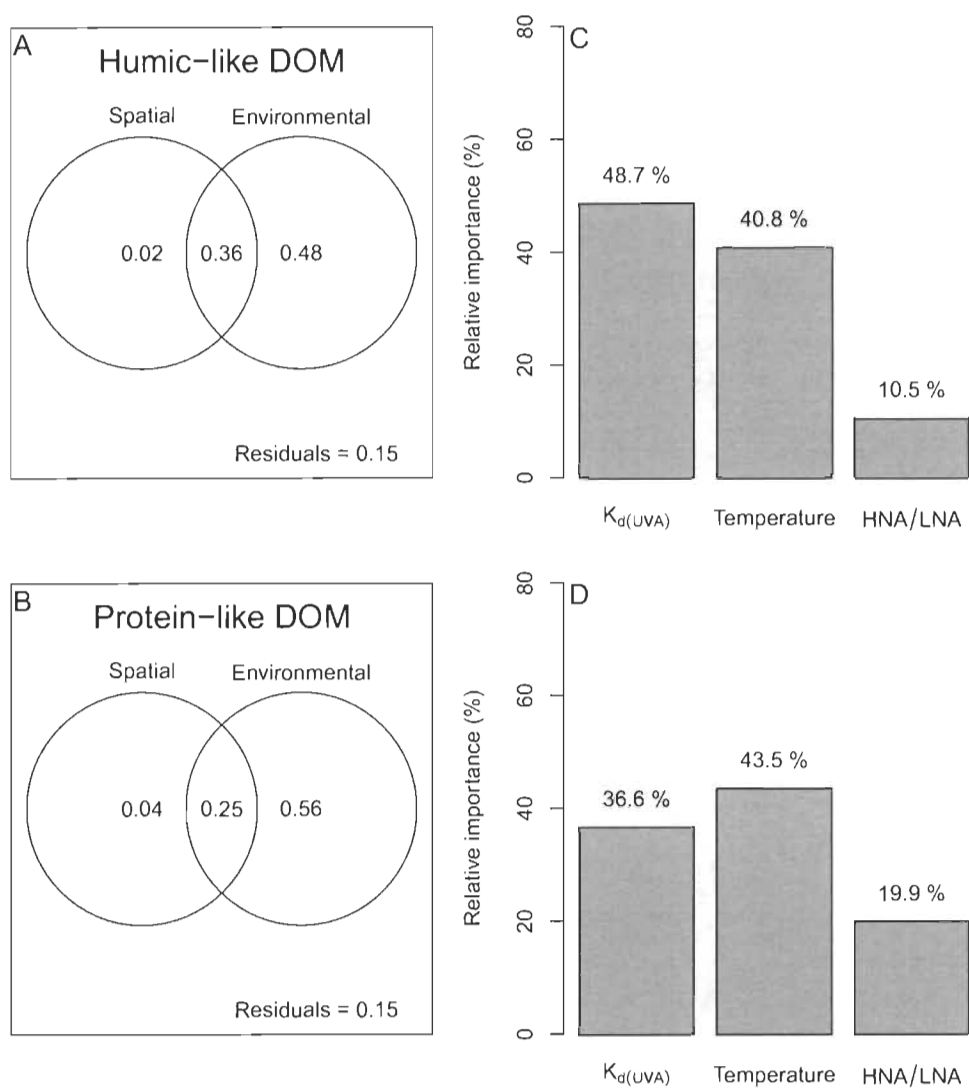 A
Humic-like DOM
Spatial Environmental
0.02 0.36 0.48
Residuals = 0.15
C
Relative importance (%)
0 20 40 60 80
48.7 %
40.8 %
10.5 %
Kd(UVA) Temperature HNA/LNA
B
Protein-like DOM
Spatial Environmental
0.04 0.25 0.56
Residuals = 0.15
D
Relative importance (%)
0 20 40 60 80
36.6 %
43.5 %
19.9 %
Kd(UVA) Temperature HNA/LNA